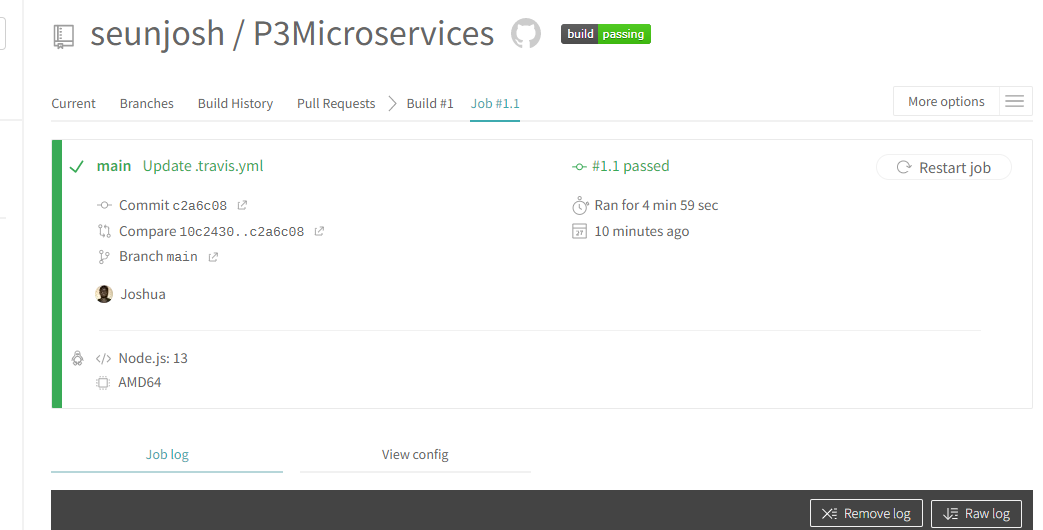 seunjosh / P3Microservices build passing
Current Branches Build History Pull Requests Build #1 Job #1.1 More options
main Update .travis.yml #1.1 passed Restart job
Commit c2a6c08 Ran for 4 min 59 sec
Compare 10c2430..c2a6c08 10 minutes ago
Branch main
Joshua
Node.js: 13
AMD64
Job log View config
Remove log Raw log